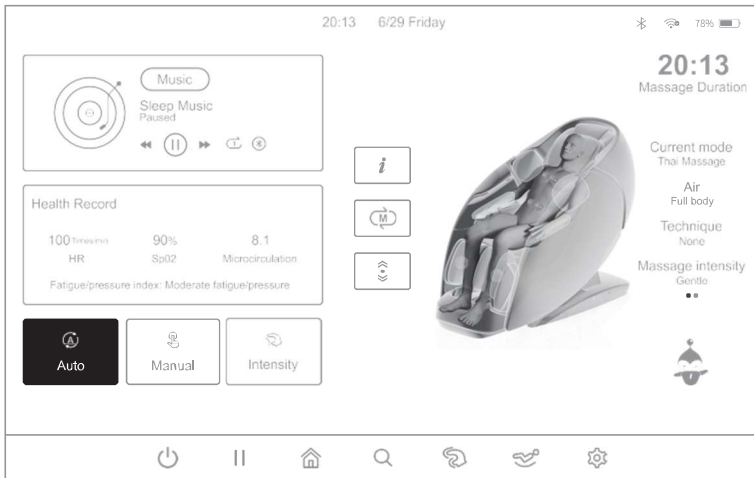 20:13 6/29 Friday
78%
Music
Sleep Music
Paused
Health Record
100 Times/min 90% 8.1
HR Sp02 Microcirculation
Fatigue/pressure index: Moderate fatigue/pressure
A
Auto
Manual
Intensity
i
M
20:13
Massage Duration
Current mode
Thai Massage
Air
Full body
Technique
None
Massage intensity
Gentle